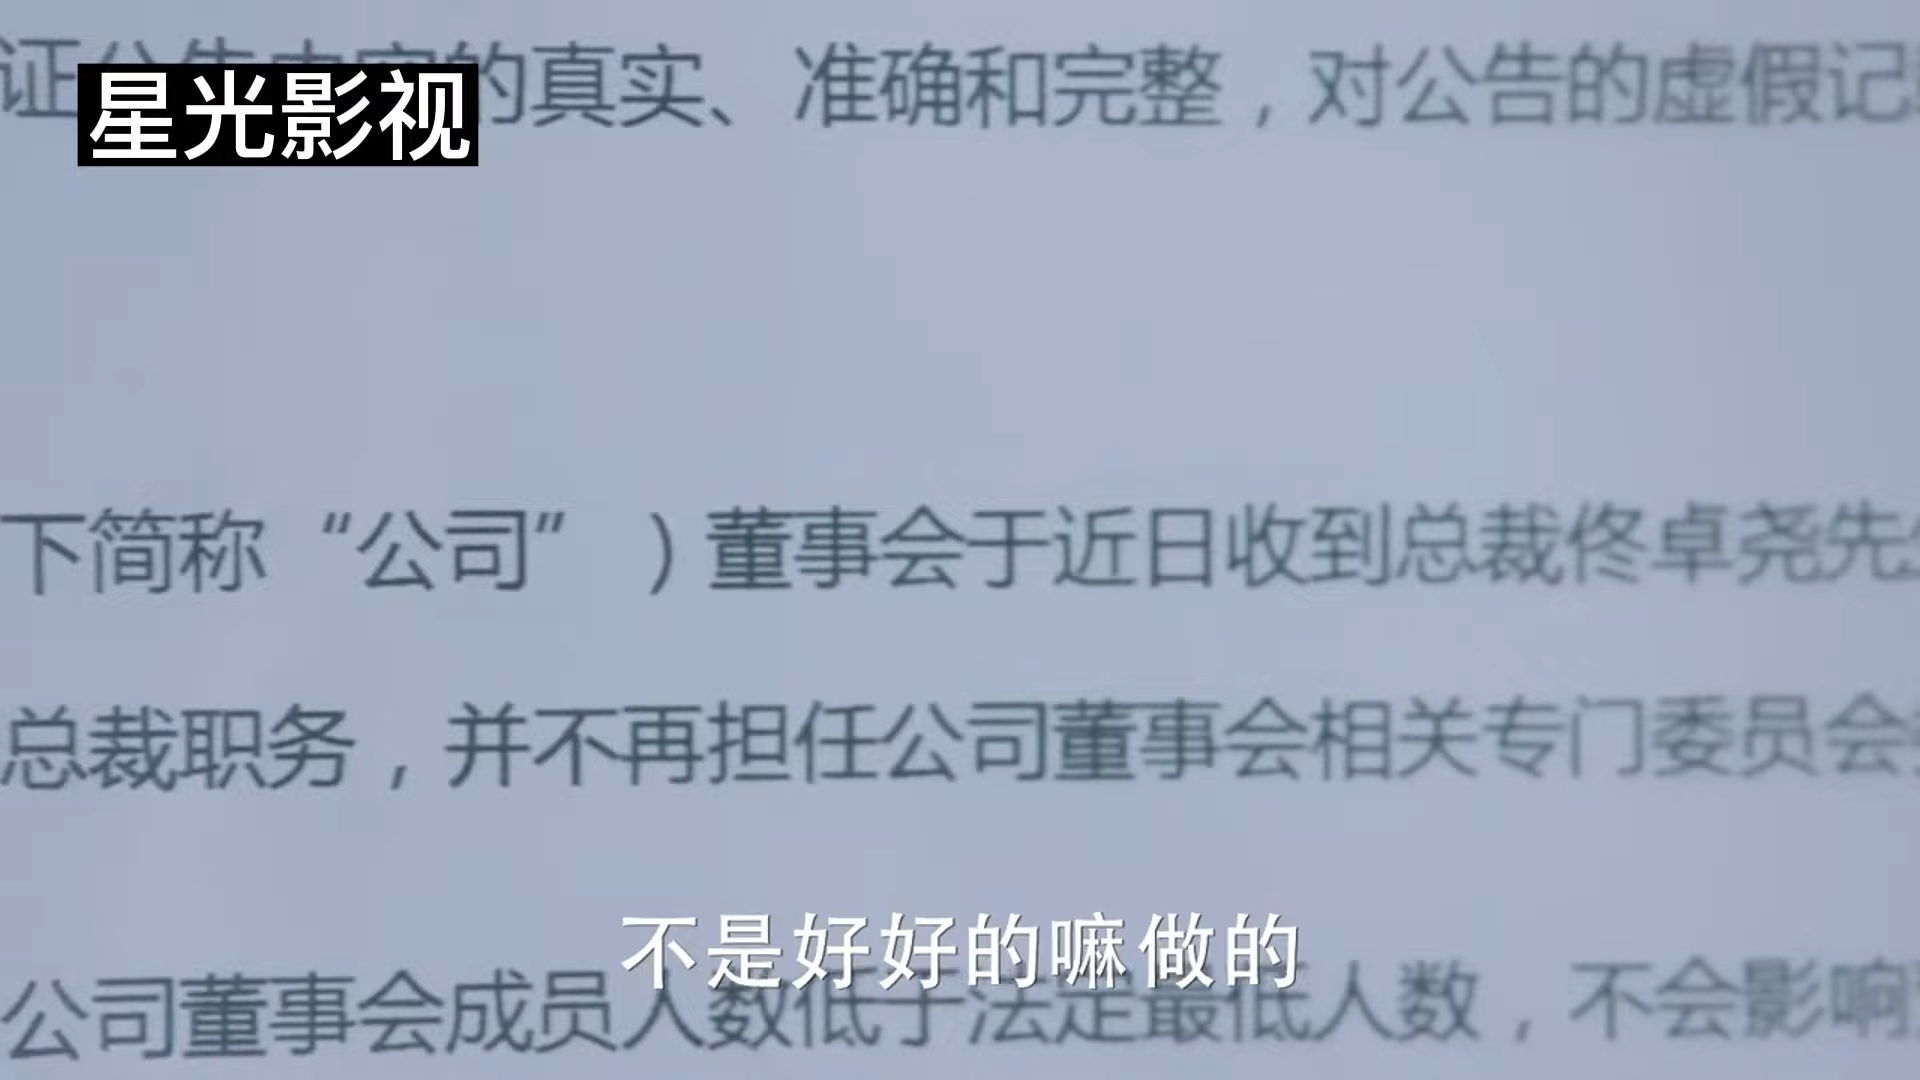 证公告内容的真实、准确和完整，对公告的虚假记
星光影视
下简称“公司”）董事会于近日收到总裁佟卓尧先生
总裁职务，并不再担任公司董事会相关专门委员会
不是好好的嘛做的
公司董事会成员人数低于法定最低人数，不会影响